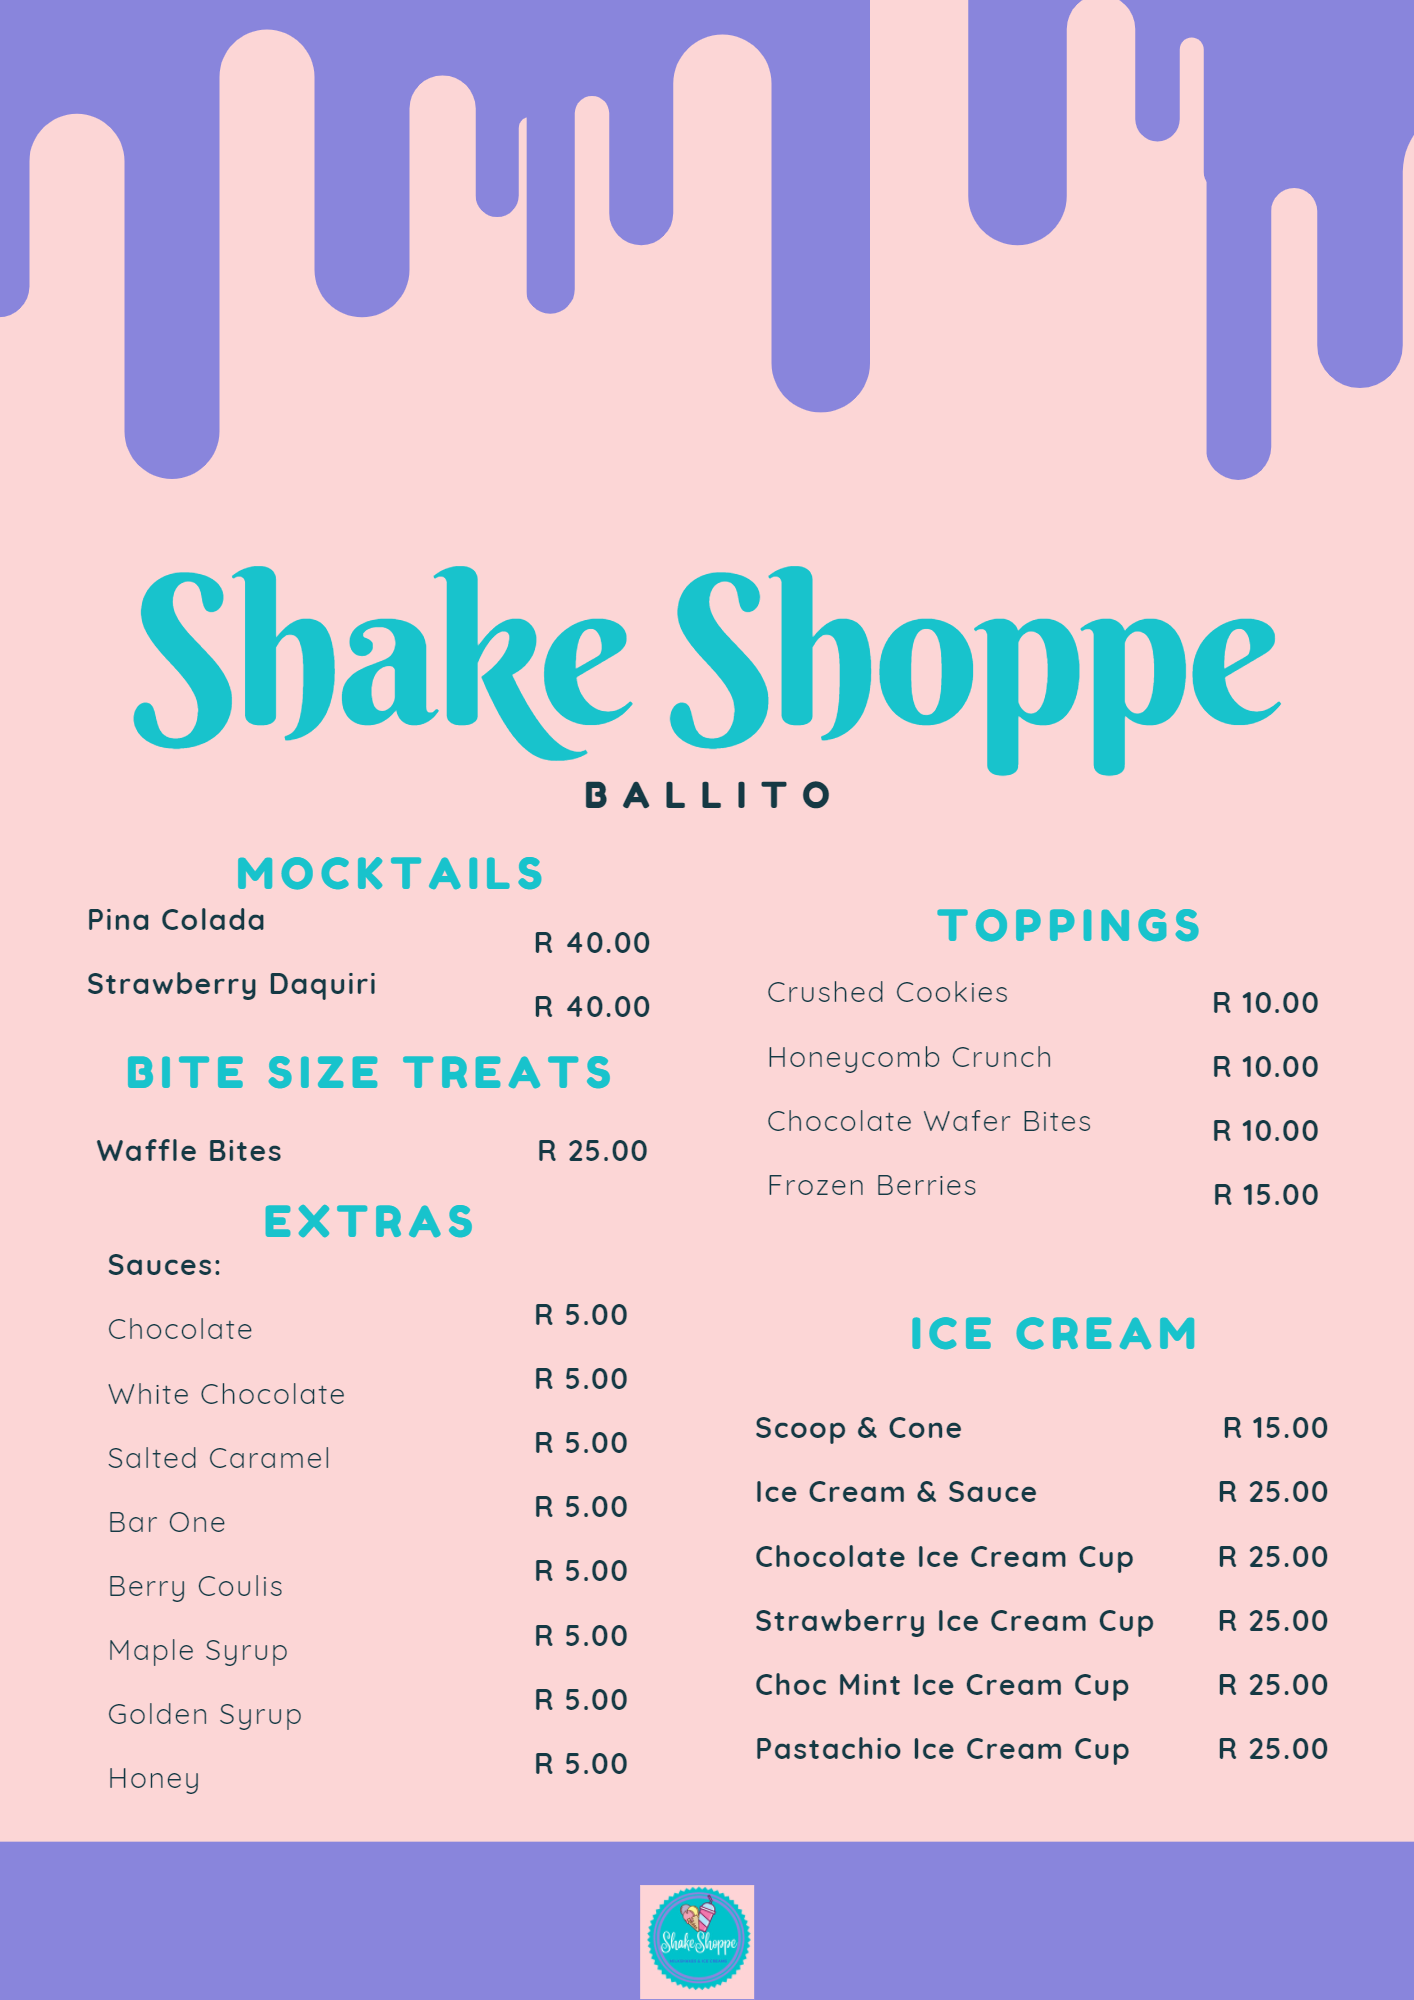 Shake Shoppe
BALLITO
MOCKTAILS
Pina Colada R 40.00
Strawberry Daquiri R 40.00
BITE SIZE TREATS
Waffle Bites R 25.00
EXTRAS
Sauces:
Chocolate R 5.00
White Chocolate R 5.00
Salted Caramel R 5.00
Bar One R 5.00
Berry Coulis R 5.00
Maple Syrup R 5.00
Golden Syrup R 5.00
Honey R 5.00
TOPPINGS
Crushed Cookies R 10.00
Honeycomb Crunch R 10.00
Chocolate Wafer Bites R 10.00
Frozen Berries R 15.00
ICE CREAM
Scoop & Cone R 15.00
Ice Cream & Sauce R 25.00
Chocolate Ice Cream Cup R 25.00
Strawberry Ice Cream Cup R 25.00
Choc Mint Ice Cream Cup R 25.00
Pastachio Ice Cream Cup R 25.00
Shake Shoppe